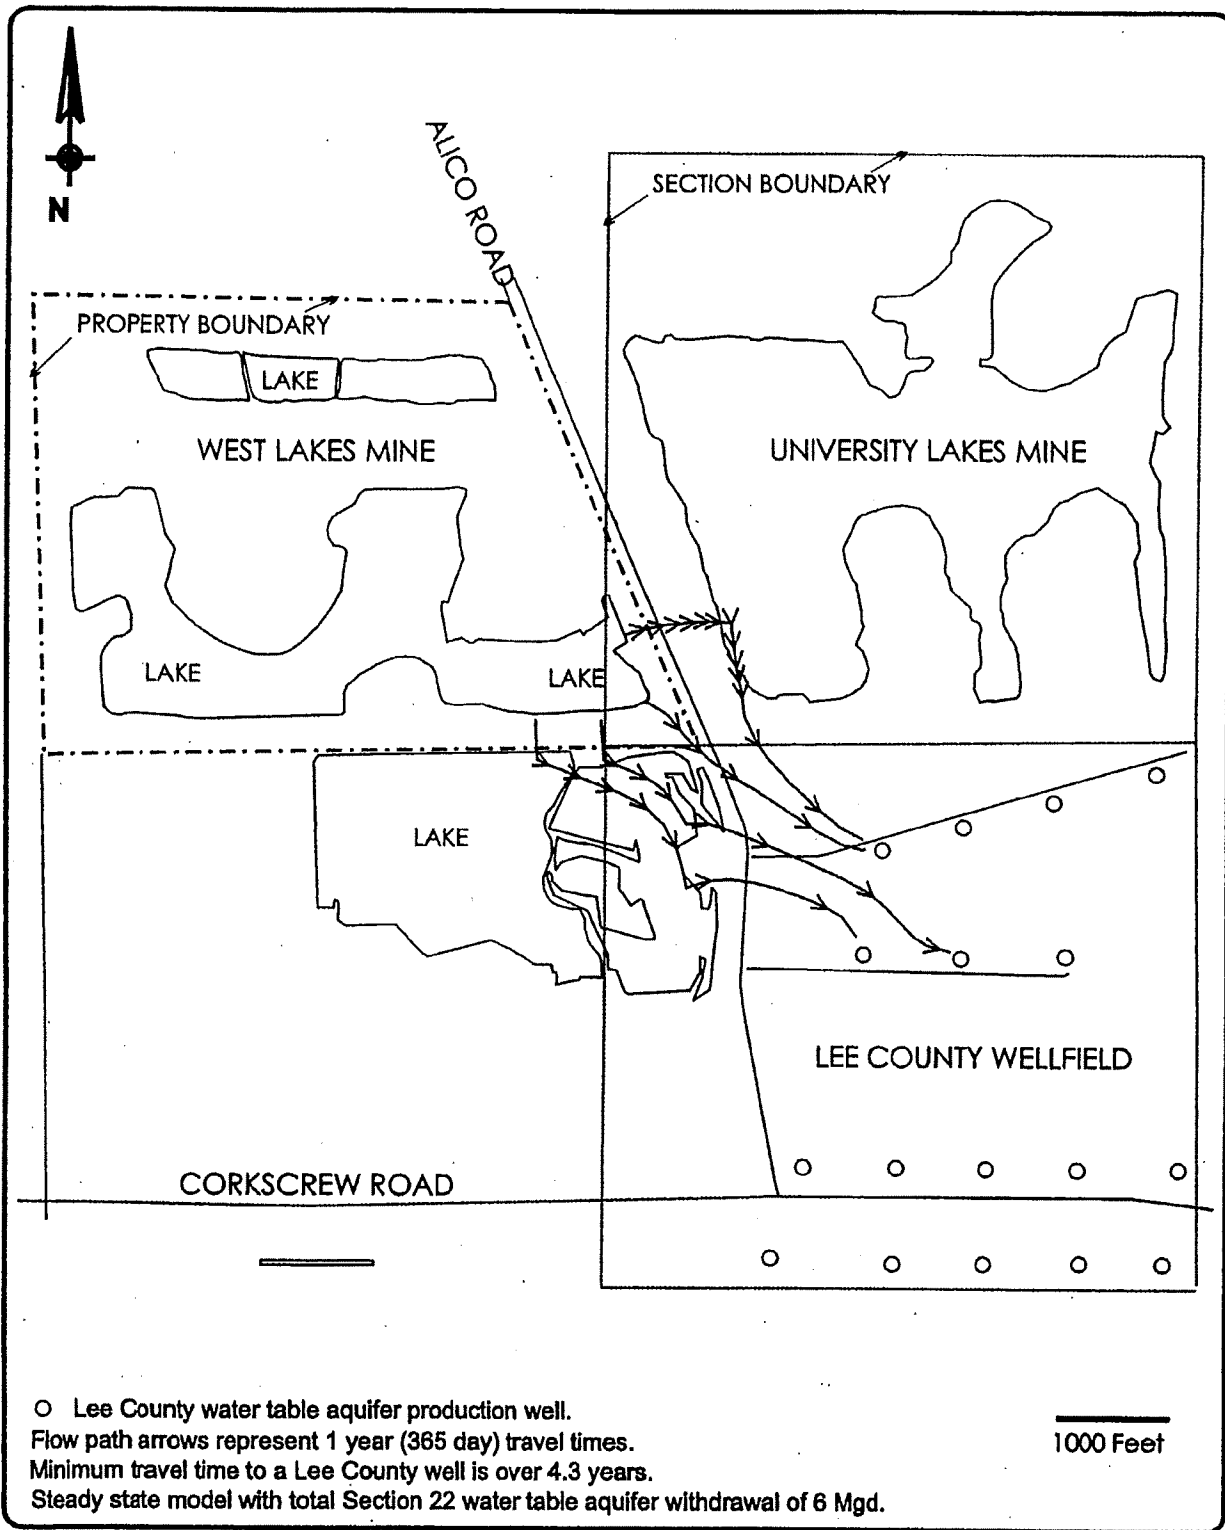 N
ALICO ROAD
SECTION BOUNDARY
PROPERTY BOUNDARY
LAKE
WEST LAKES MINE
UNIVERSITY LAKES MINE
LAKE
LAKE
LAKE
LEE COUNTY WELLFIELD
CORKSCREW ROAD
O Lee County water table aquifer production well.
Flow path arrows represent 1 year (365 day) travel times.
Minimum travel time to a Lee County well is over 4.3 years.
Steady state model with total Section 22 water table aquifer withdrawal of 6 Mgd.
1000 Feet